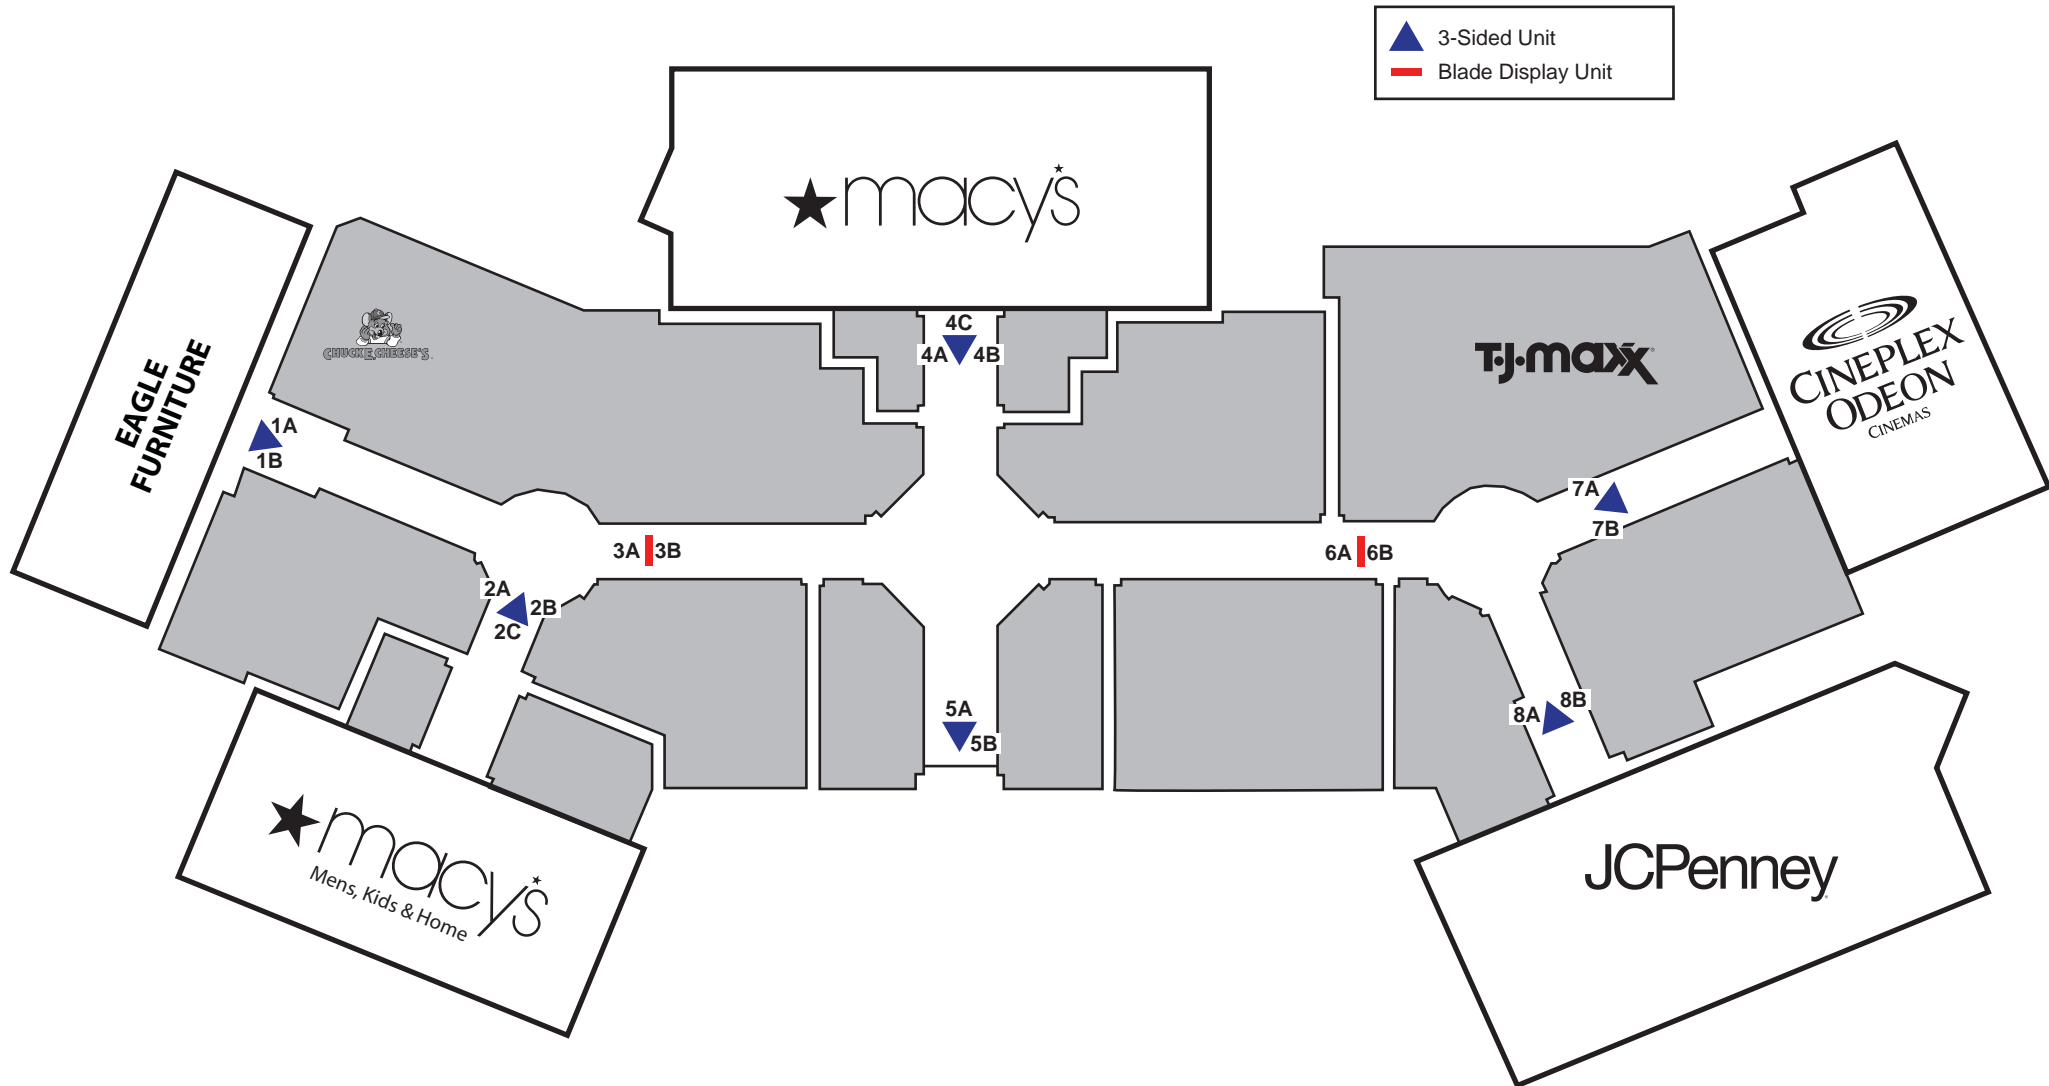 3-Sided Unit
Blade Display Unit
macy's
EAGLE
FURNITURE
CHUCK E. CHEESE'S.
4C
4A
4B
T•J•maxx
CINEPLEX
ODEON
CINEMAS
1A
1B
7A
7B
3A
3B
6A
6B
2A
2B
2C
5A
5B
8B
8A
macy's
Mens, Kids & Home
JCPenney